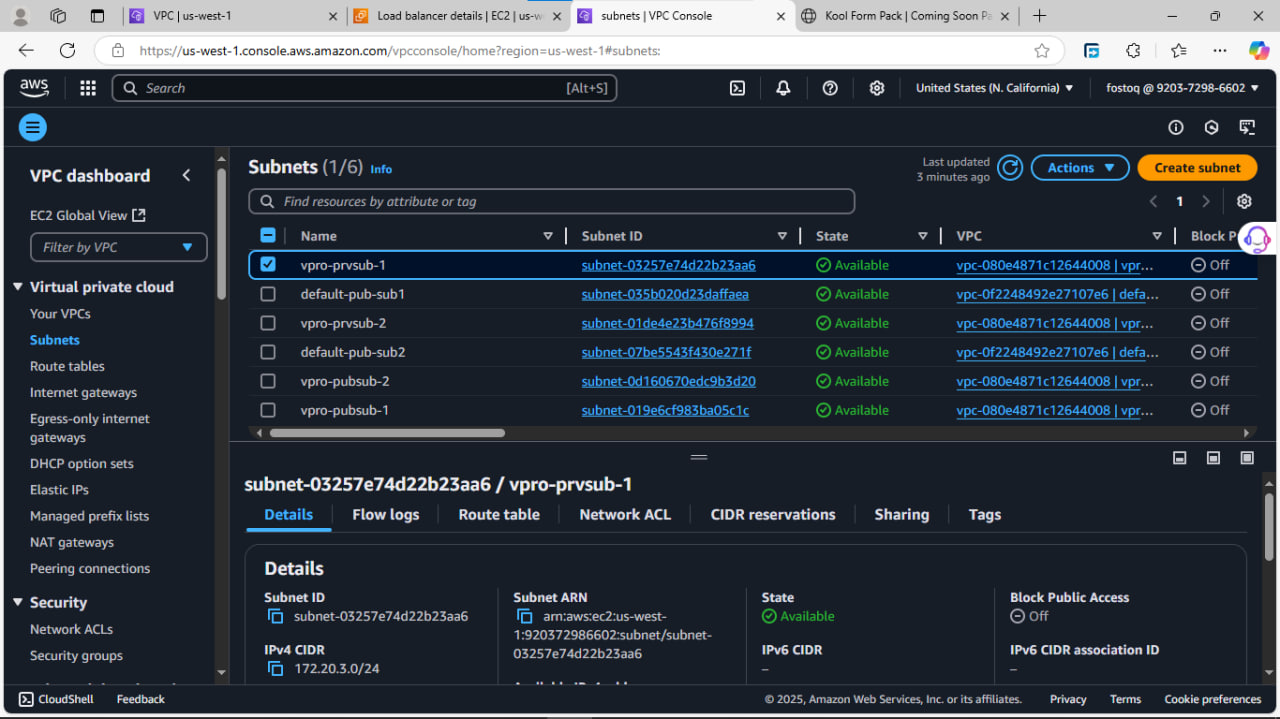 VPC | us-west-1
Load balancer details | EC2 | us-w
subnets | VPC Console
Kool Form Pack | Coming Soon Pa
https://us-west-1.console.aws.amazon.com/vpcconsole/home?region=us-west-1#subnets:
aws
Search
[Alt+S]
United States (N. California)
fostoq @ 9203-7298-6602
VPC dashboard
EC2 Global View
Filter by VPC
Virtual private cloud
Your VPCs
Subnets
Route tables
Internet gateways
Egress-only internet
gateways
DHCP option sets
Elastic IPs
Managed prefix lists
NAT gateways
Peering connections
Security
Network ACLs
Security groups
Subnets (1/6) Info
Last updated
3 minutes ago
Actions
Create subnet
Find resources by attribute or tag
1
Name Subnet ID State VPC Block P
vpro-prvsub-1 subnet-03257e74d22b23aa6 Available vpc-080e4871c12644008 | vpr... Off
default-pub-sub1 subnet-035b020d23daffaea Available vpc-0f2248492e27107e6 | defa... Off
vpro-prvsub-2 subnet-01de4e23b476f8994 Available vpc-080e4871c12644008 | vpr... Off
default-pub-sub2 subnet-07be5543f430e271f Available vpc-0f2248492e27107e6 | defa... Off
vpro-pubsub-2 subnet-0d160670edc9b3d20 Available vpc-080e4871c12644008 | vpr... Off
vpro-pubsub-1 subnet-019e6cf983ba05c1c Available vpc-080e4871c12644008 | vpr... Off
subnet-03257e74d22b23aa6 / vpro-prvsub-1
Details Flow logs Route table Network ACL CIDR reservations Sharing Tags
Details
Subnet ID
subnet-03257e74d22b23aa6
IPv4 CIDR
172.20.3.0/24
Subnet ARN
arn:aws:ec2:us-west-
1:920372986602:subnet/subnet-
03257e74d22b23aa6
State
Available
IPv6 CIDR
–
Block Public Access
Off
IPv6 CIDR association ID
–
CloudShell Feedback
© 2025, Amazon Web Services, Inc. or its affiliates. Privacy Terms Cookie preferences